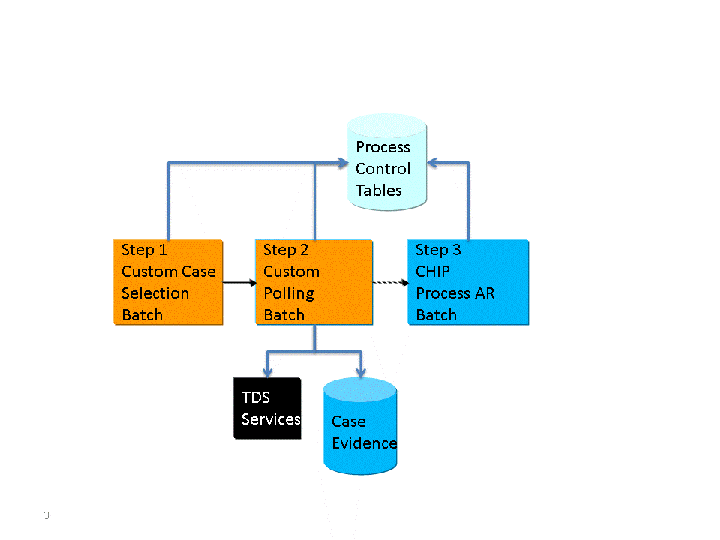 Process
Control
Tables
Step 1
Custom Case
Selection
Batch
Step 2
Custom
Polling
Batch
Step 3
CHIP
Process AR
Batch
TDS
Services
Case
Evidence